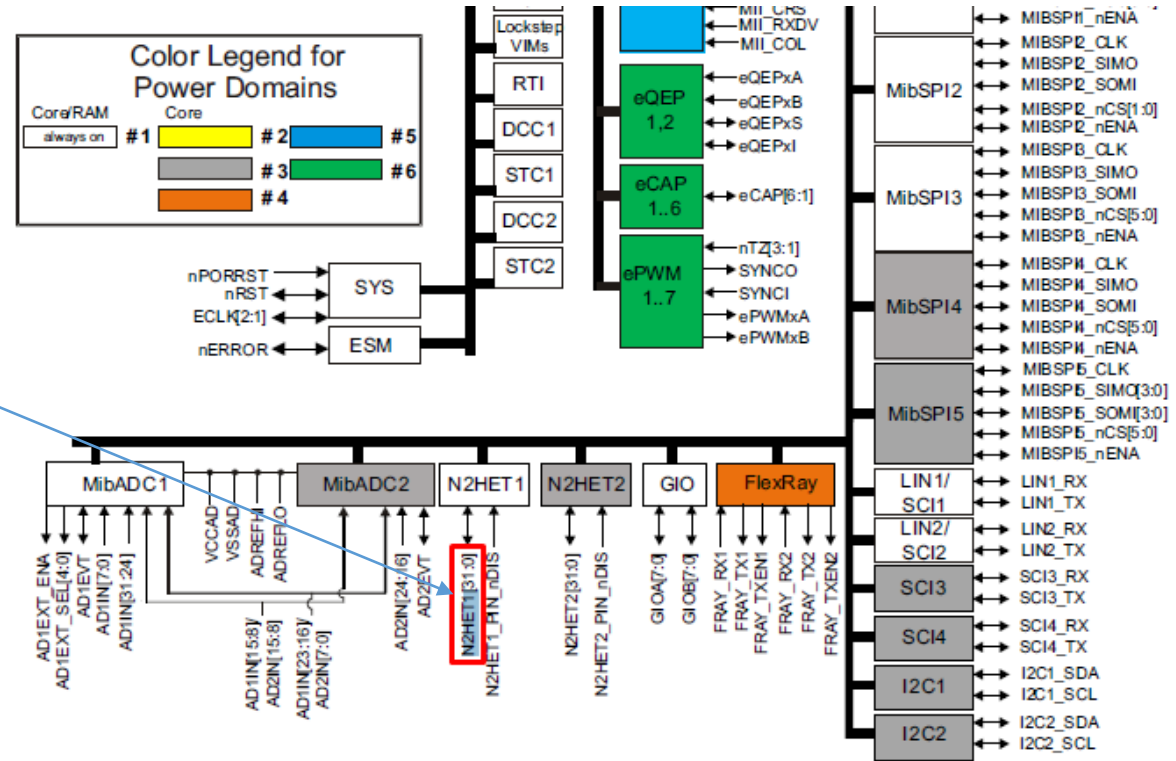 MII_CRS
MII_RXDV
MII_COL
Lockstep
VIMs
RTI
DCC1
STC1
DCC2
STC2
Color Legend for
Power Domains
Core/RAM
Core
always on
#1
#2
#5
#3
#6
#4
nPORRST
nRST
ECLK[2:1]
SYS
nERROR
ESM
eQEP
1,2
eQEPxA
eQEPxB
eQEPxS
eQEPxI
eCAP
1..6
eCAP[6:1]
ePWM
1..7
nTZ[3:1]
SYNCO
SYNCI
ePWMxA
ePWMxB
MIBSPI1_nENA
MibSPI2
MIBSPI2_CLK
MIBSPI2_SIMO
MIBSPI2_SOMI
MIBSPI2_nCS[1:0]
MIBSPI2_nENA
MibSPI3
MIBSPI3_CLK
MIBSPI3_SIMO
MIBSPI3_SOMI
MIBSPI3_nCS[5:0]
MIBSPI3_nENA
MibSPI4
MIBSPI4_CLK
MIBSPI4_SIMO
MIBSPI4_SOMI
MIBSPI4_nCS[5:0]
MIBSPI4_nENA
MibSPI5
MIBSPI5_CLK
MIBSPI5_SIMO[3:0]
MIBSPI5_SOMI[3:0]
MIBSPI5_nCS[5:0]
MIBSPI5_nENA
LIN1/
SCI1
LIN1_RX
LIN1_TX
LIN2/
SCI2
LIN2_RX
LIN2_TX
SCI3
SCI3_RX
SCI3_TX
SCI4
SCI4_RX
SCI4_TX
I2C1
I2C1_SDA
I2C1_SCL
I2C2
I2C2_SDA
I2C2_SCL
MibADC1
MibADC2
N2HET1
N2HET2
GIO
FlexRay
AD1EXT_ENA
AD1EXT_SEL[4:0]
AD1EVT
AD1IN[7:0]
AD1IN[31:24]
VCCAD
VSSAD
ADREFHI
ADREFLO
AD1IN[15:8]/
AD2IN[15:8]
AD1IN[23:16]/
AD2IN[7:0]
AD2IN[24:16]
AD2EVT
N2HET1[31:0]
N2HET1_PIN_nDIS
N2HET2[31:0]
N2HET2_PIN_nDIS
GIOA[7:0]
GIOB[7:0]
FRAY_RX1
FRAY_TX1
FRAY_TXEN1
FRAY_RX2
FRAY_TX2
FRAY_TXEN2